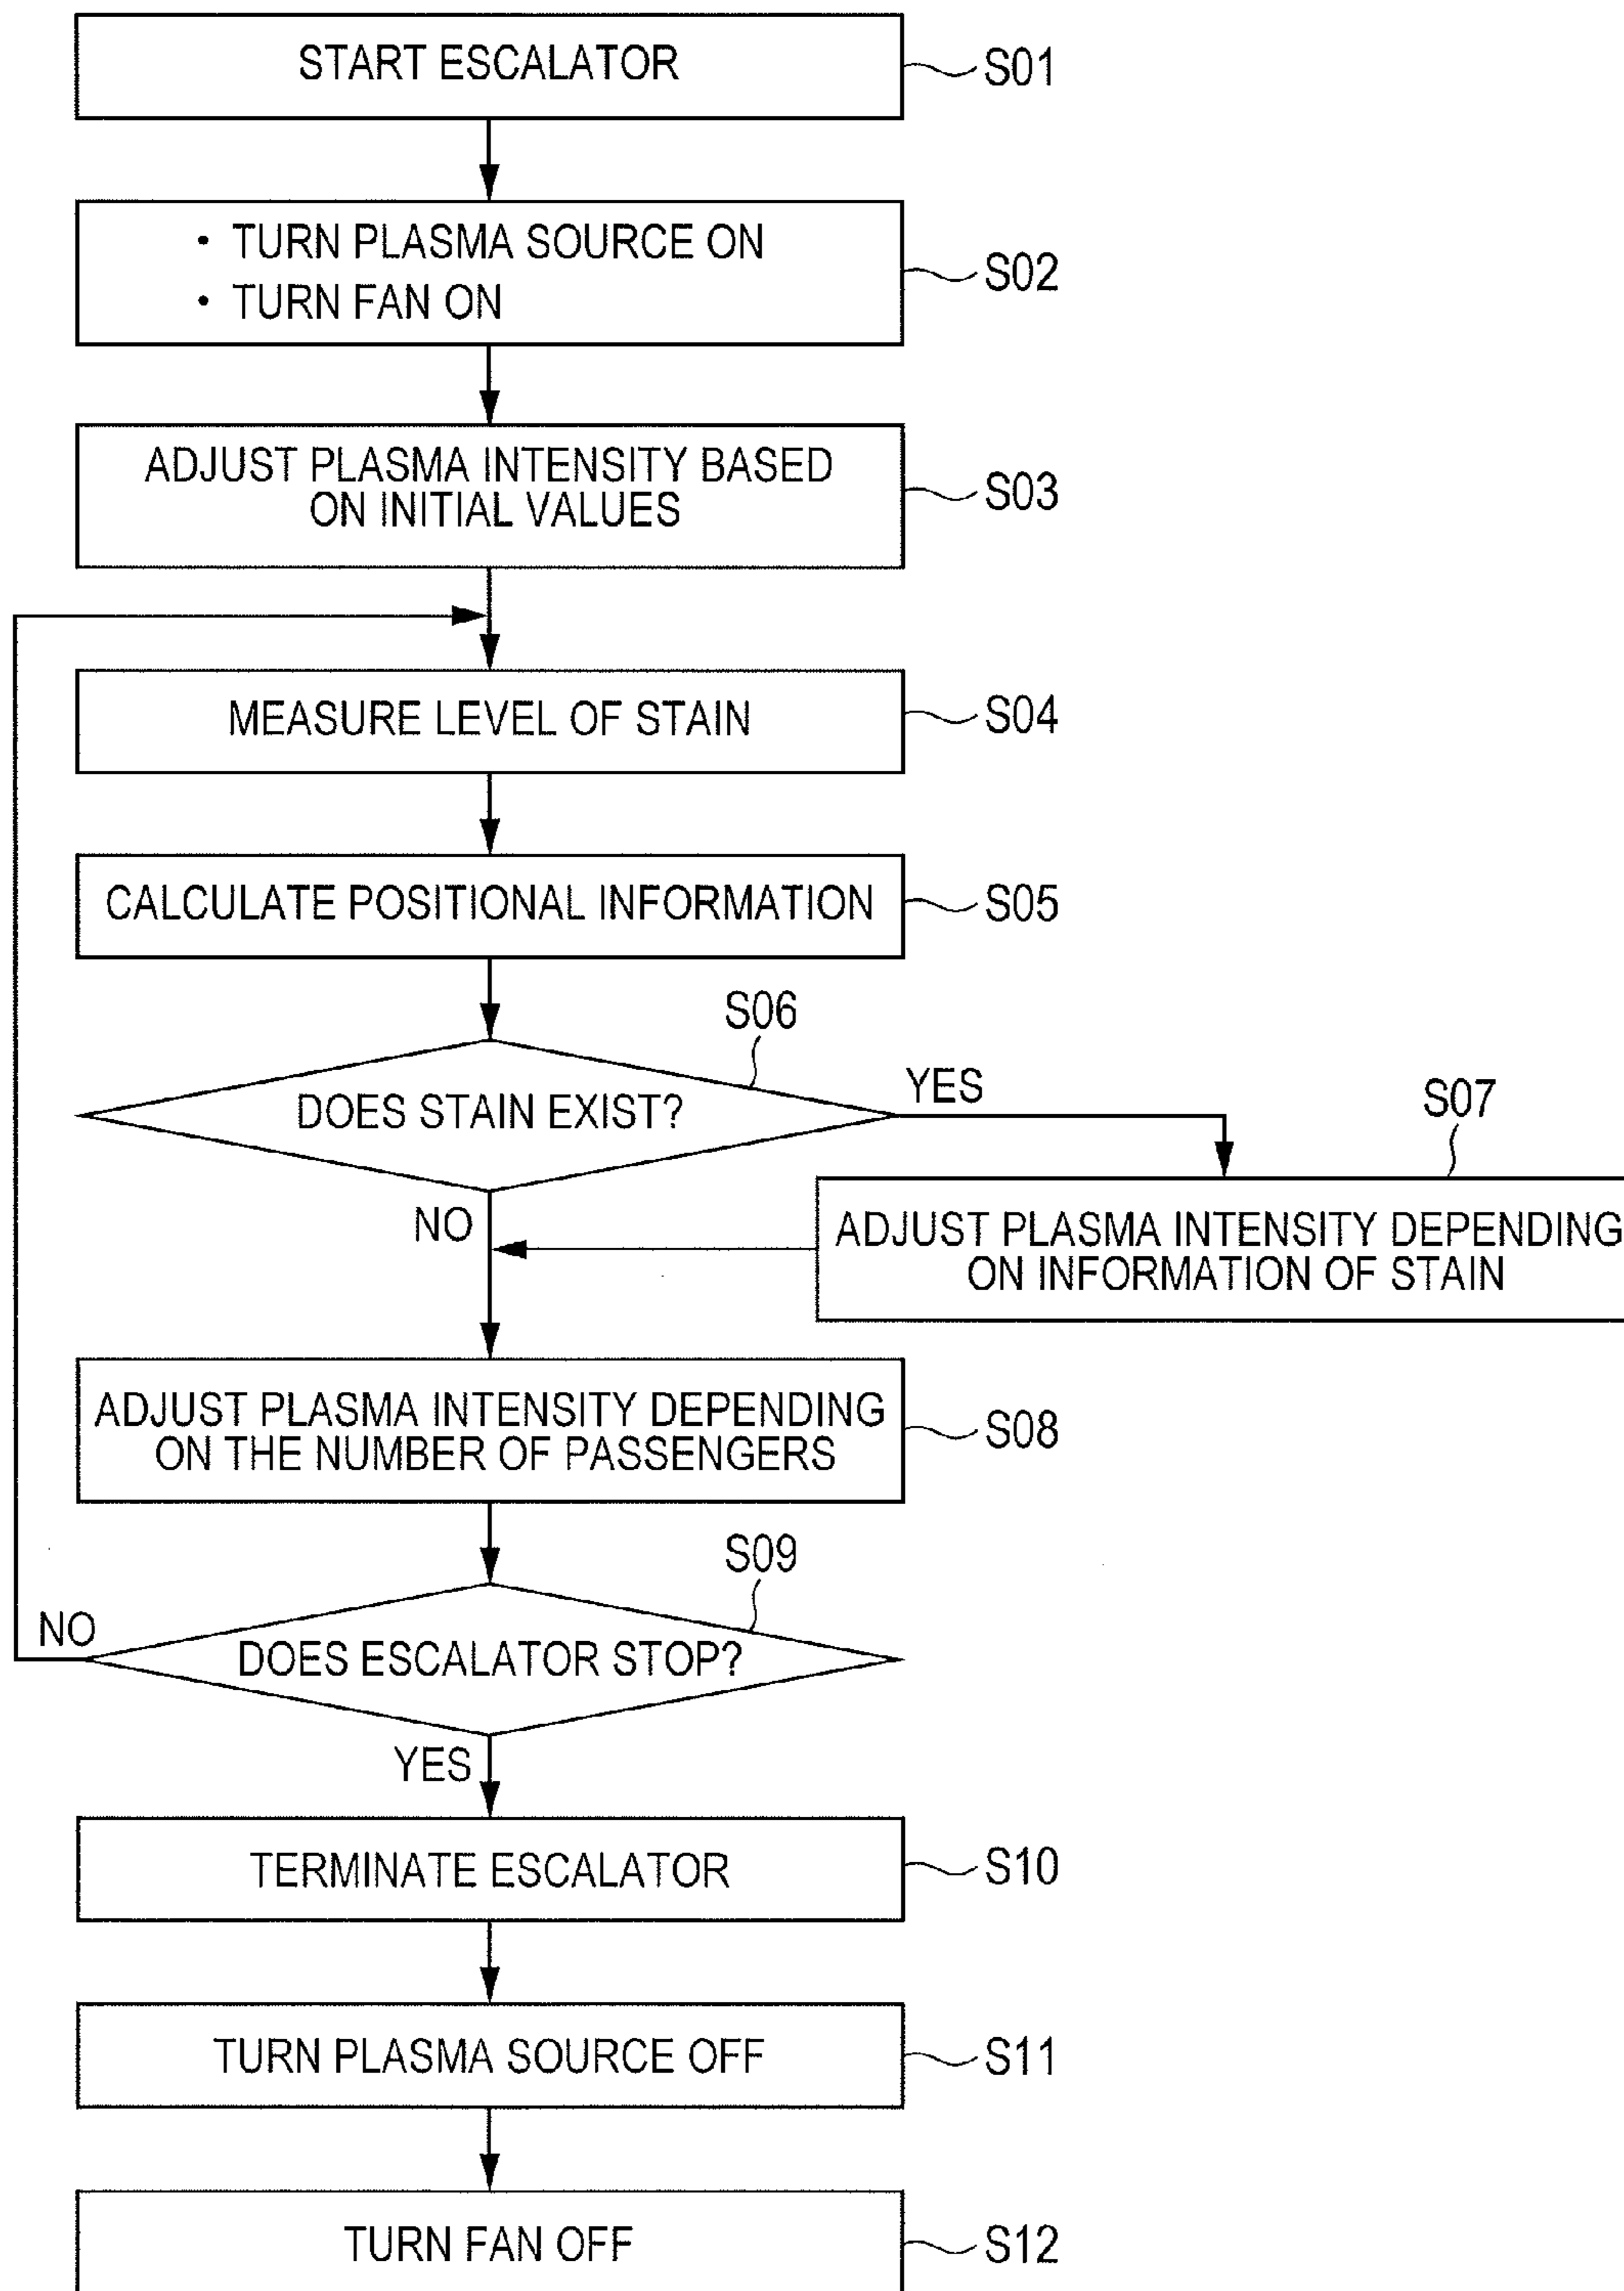 START ESCALATOR
S01
• TURN PLASMA SOURCE ON
• TURN FAN ON
S02
ADJUST PLASMA INTENSITY BASED
ON INITIAL VALUES
S03
MEASURE LEVEL OF STAIN
S04
CALCULATE POSITIONAL INFORMATION
S05
S06
DOES STAIN EXIST?
YES
NO
S07
ADJUST PLASMA INTENSITY DEPENDING
ON INFORMATION OF STAIN
ADJUST PLASMA INTENSITY DEPENDING
ON THE NUMBER OF PASSENGERS
S08
S09
DOES ESCALATOR STOP?
NO
YES
TERMINATE ESCALATOR
S10
TURN PLASMA SOURCE OFF
S11
TURN FAN OFF
S12